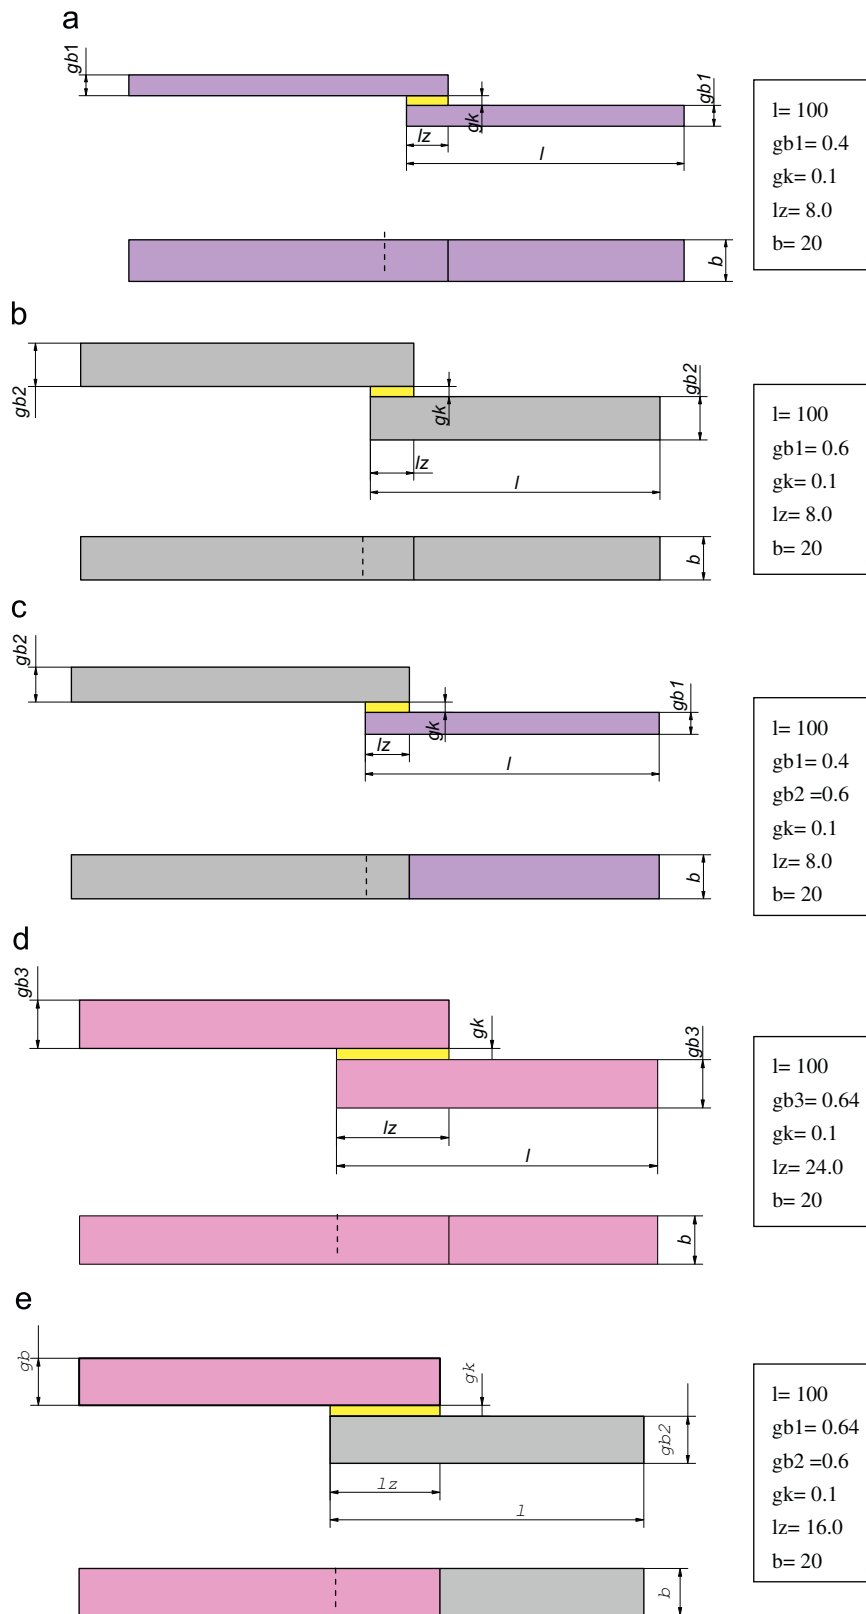 a
gb1
gk
gb1
lz
l
b
l= 100
gb1= 0.4
gk= 0.1
lz= 8.0
b= 20
b
gb2
gk
gb2
lz
l
b
l= 100
gb1= 0.6
gk= 0.1
lz= 8.0
b= 20
c
gb2
gk
gb1
lz
l
b
l= 100
gb1= 0.4
gb2 =0.6
gk= 0.1
lz= 8.0
b= 20
d
gb3
gk
gb3
lz
l
b
l= 100
gb3= 0.64
gk= 0.1
lz= 24.0
b= 20
e
gb
gk
gb2
lz
l
b
l= 100
gb1= 0.64
gb2 =0.6
gk= 0.1
lz= 16.0
b= 20